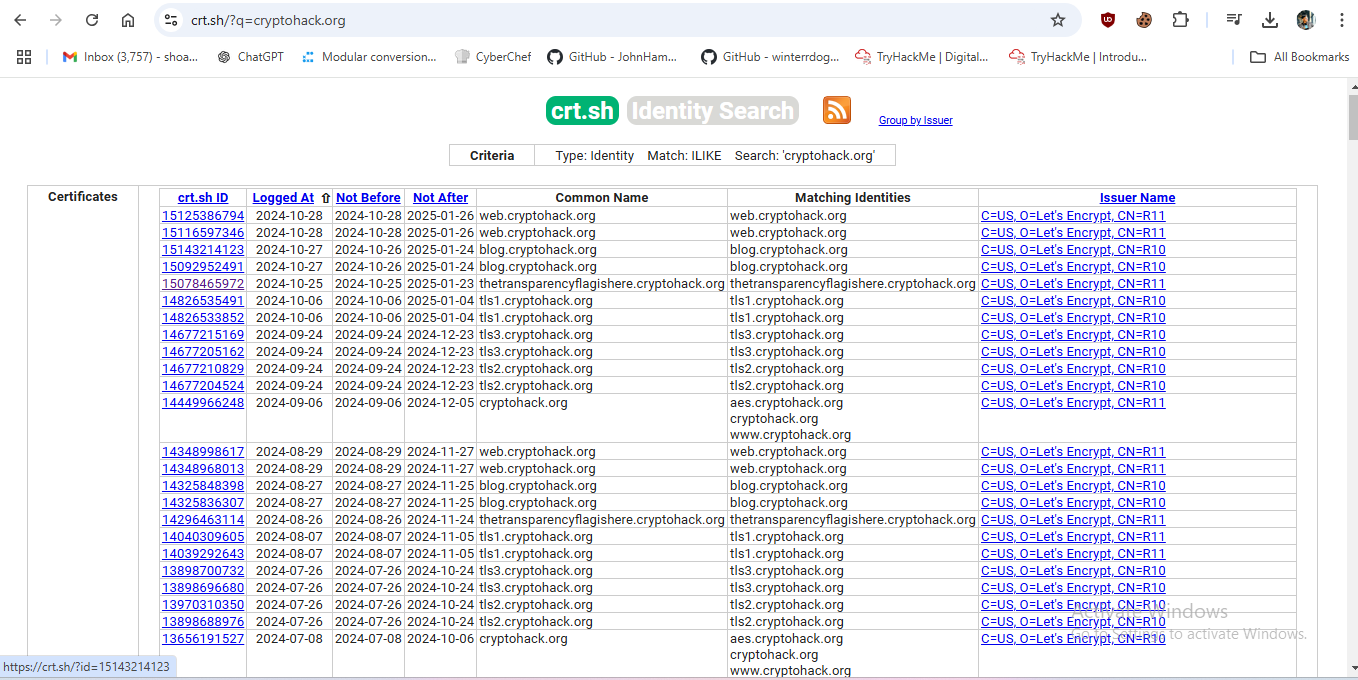 crt.sh/?q=cryptohack.org
Inbox (3,757) - shoa...
ChatGPT
Modular conversion...
CyberChef
GitHub - JohnHam...
GitHub - winterrdog...
TryHackMe | Digital...
TryHackMe | Introdu...
All Bookmarks
crt.sh Identity Search
Group by Issuer
Criteria Type: Identity Match: ILIKE Search: 'cryptohack.org'
Certificates
crt.sh ID Logged At ⇧ Not Before Not After Common Name Matching Identities Issuer Name
15125386794 2024-10-28 2024-10-28 2025-01-26 web.cryptohack.org web.cryptohack.org C=US, O=Let's Encrypt, CN=R11
15116597346 2024-10-28 2024-10-28 2025-01-26 web.cryptohack.org web.cryptohack.org C=US, O=Let's Encrypt, CN=R11
15143214123 2024-10-27 2024-10-26 2025-01-24 blog.cryptohack.org blog.cryptohack.org C=US, O=Let's Encrypt, CN=R10
15092952491 2024-10-27 2024-10-26 2025-01-24 blog.cryptohack.org blog.cryptohack.org C=US, O=Let's Encrypt, CN=R10
15078465972 2024-10-25 2024-10-25 2025-01-23 thetransparencyflagishere.cryptohack.org thetransparencyflagishere.cryptohack.org C=US, O=Let's Encrypt, CN=R11
14826535491 2024-10-06 2024-10-06 2025-01-04 tls1.cryptohack.org tls1.cryptohack.org C=US, O=Let's Encrypt, CN=R10
14826533852 2024-10-06 2024-10-06 2025-01-04 tls1.cryptohack.org tls1.cryptohack.org C=US, O=Let's Encrypt, CN=R10
14677215169 2024-09-24 2024-09-24 2024-12-23 tls3.cryptohack.org tls3.cryptohack.org C=US, O=Let's Encrypt, CN=R10
14677205162 2024-09-24 2024-09-24 2024-12-23 tls3.cryptohack.org tls3.cryptohack.org C=US, O=Let's Encrypt, CN=R10
14677210829 2024-09-24 2024-09-24 2024-12-23 tls2.cryptohack.org tls2.cryptohack.org C=US, O=Let's Encrypt, CN=R10
14677204524 2024-09-24 2024-09-24 2024-12-23 tls2.cryptohack.org tls2.cryptohack.org C=US, O=Let's Encrypt, CN=R10
14449966248 2024-09-06 2024-09-06 2024-12-05 cryptohack.org aes.cryptohack.org C=US, O=Let's Encrypt, CN=R11
cryptohack.org
www.cryptohack.org
14348998617 2024-08-29 2024-08-29 2024-11-27 web.cryptohack.org web.cryptohack.org C=US, O=Let's Encrypt, CN=R11
14348968013 2024-08-29 2024-08-29 2024-11-27 web.cryptohack.org web.cryptohack.org C=US, O=Let's Encrypt, CN=R11
14325848398 2024-08-27 2024-08-27 2024-11-25 blog.cryptohack.org blog.cryptohack.org C=US, O=Let's Encrypt, CN=R10
14325836307 2024-08-27 2024-08-27 2024-11-25 blog.cryptohack.org blog.cryptohack.org C=US, O=Let's Encrypt, CN=R10
14296463114 2024-08-26 2024-08-26 2024-11-24 thetransparencyflagishere.cryptohack.org thetransparencyflagishere.cryptohack.org C=US, O=Let's Encrypt, CN=R11
14040309605 2024-08-07 2024-08-07 2024-11-05 tls1.cryptohack.org tls1.cryptohack.org C=US, O=Let's Encrypt, CN=R11
14039292643 2024-08-07 2024-08-07 2024-11-05 tls1.cryptohack.org tls1.cryptohack.org C=US, O=Let's Encrypt, CN=R11
13898700732 2024-07-26 2024-07-26 2024-10-24 tls3.cryptohack.org tls3.cryptohack.org C=US, O=Let's Encrypt, CN=R10
13898696680 2024-07-26 2024-07-26 2024-10-24 tls3.cryptohack.org tls3.cryptohack.org C=US, O=Let's Encrypt, CN=R10
13970310350 2024-07-26 2024-07-26 2024-10-24 tls2.cryptohack.org tls2.cryptohack.org C=US, O=Let's Encrypt, CN=R10
13898688976 2024-07-26 2024-07-26 2024-10-24 tls2.cryptohack.org tls2.cryptohack.org C=US, O=Let's Encrypt, CN=R10
13656191527 2024-07-08 2024-07-08 2024-10-06 cryptohack.org aes.cryptohack.org C=US, O=Let's Encrypt, CN=R11
cryptohack.org
www.cryptohack.org
Activate Windows
Go to Settings to activate Windows.
https://crt.sh/?id=15143214123